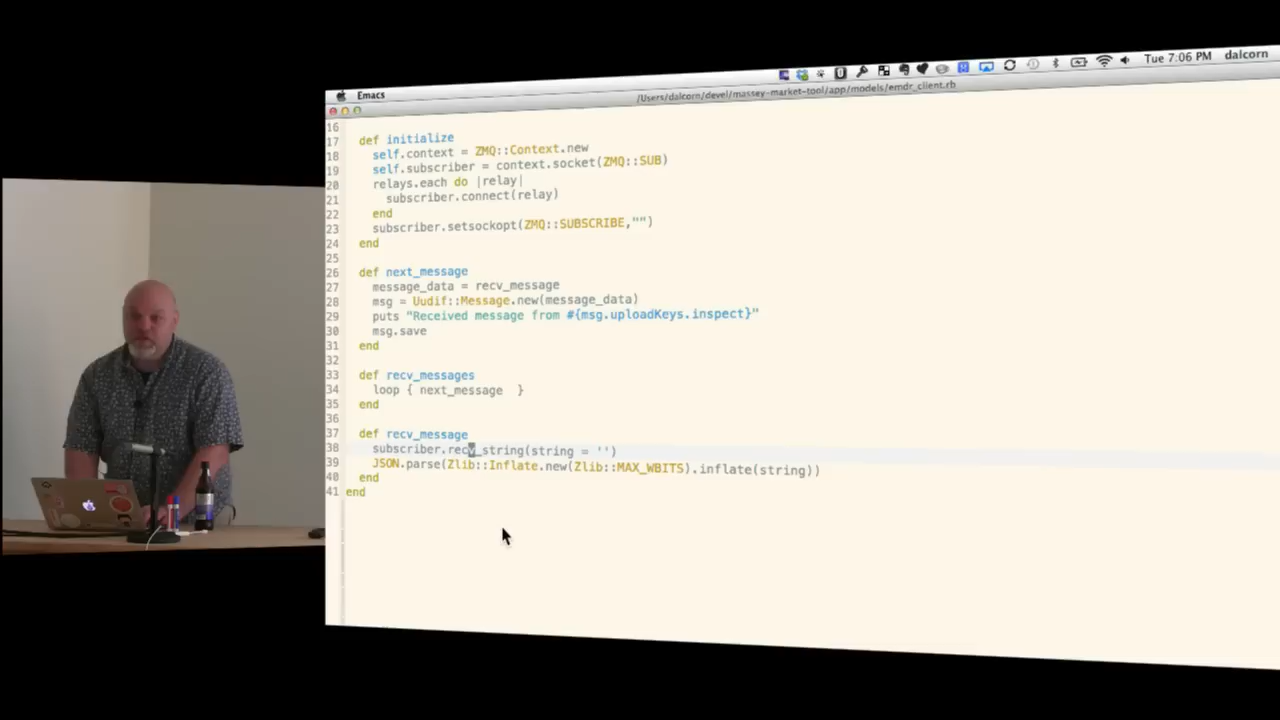 Emacs
Tue 7:06 PM dalcorn
/Users/dalcorn/devel/massey-market-tool/app/models/emdr_client.rb
16
17 def initialize
18 self.context = ZMQ::Context.new
19 self.subscriber = context.socket(ZMQ::SUB)
20 relays.each do |relay|
21 subscriber.connect(relay)
22 end
23 subscriber.setsockopt(ZMQ::SUBSCRIBE,"")
24 end
25
26 def next_message
27 message_data = recv_message
28 msg = Uudif::Message.new(message_data)
29 puts "Received message from #{msg.uploadKeys.inspect}"
30 msg.save
31 end
32
33 def recv_messages
34 loop { next_message }
35 end
36
37 def recv_message
38 subscriber.recv_string(string = '')
39 JSON.parse(Zlib::Inflate.new(Zlib::MAX_WBITS).inflate(string))
40 end
41 end